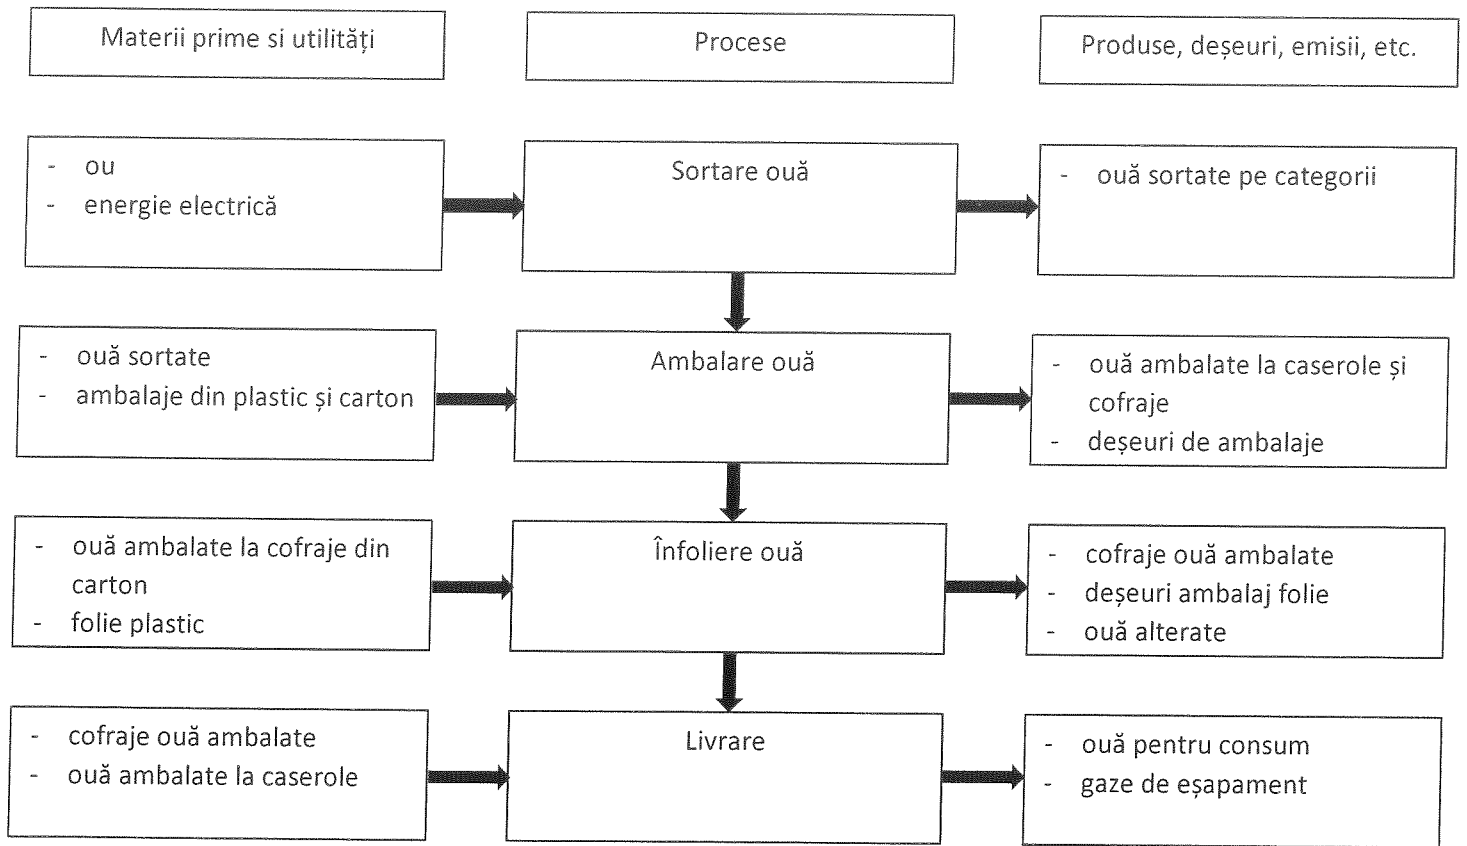 Materii prime si utilități
Procese
Produse, deșeuri, emisii, etc.
- ou
- energie electrică
Sortare ouă
- ouă sortate pe categorii
- ouă sortate
- ambalaje din plastic și carton
Ambalare ouă
- ouă ambalate la caserole și
cofraje
- deșeuri de ambalaje
- ouă ambalate la cofraje din
carton
- folie plastic
Înfoliere ouă
- cofraje ouă ambalate
- deșeuri ambalaj folie
- ouă alterate
- cofraje ouă ambalate
- ouă ambalate la caserole
Livrare
- ouă pentru consum
- gaze de eșapament